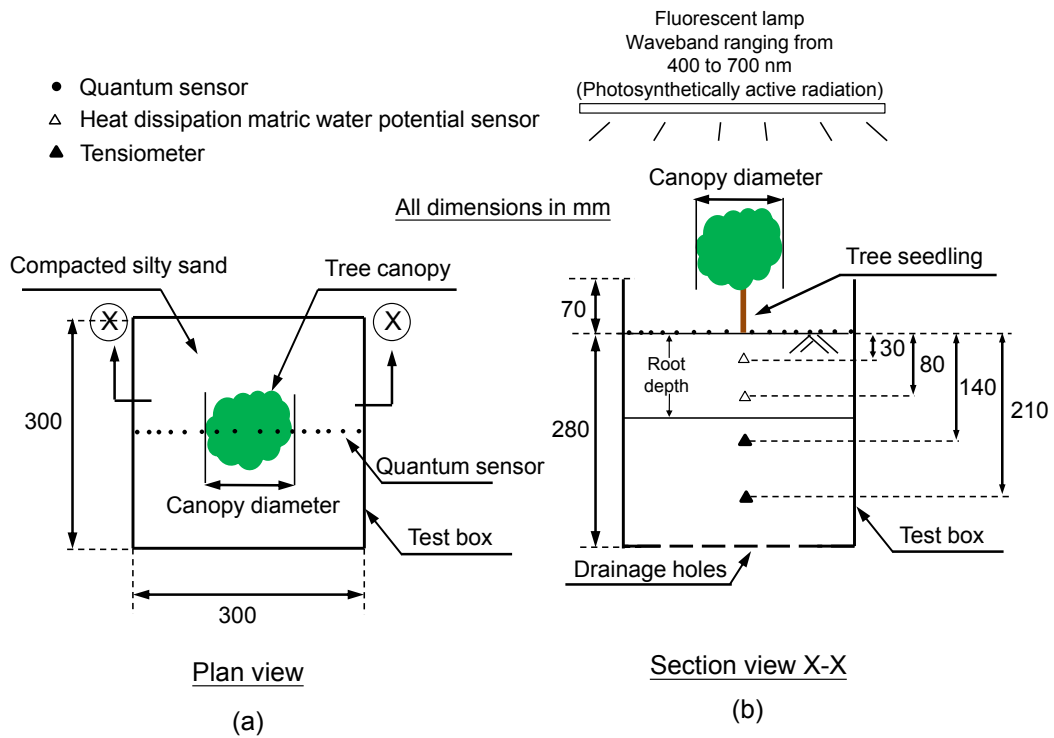 Fluorescent lamp
Waveband ranging from
400 to 700 nm
(Photosynthetically active radiation)
Quantum sensor
Heat dissipation matric water potential sensor
Tensiometer
All dimensions in mm
Compacted silty sand
Tree canopy
X
X
300
Quantum sensor
Canopy diameter
Test box
300
Plan view
(a)
Canopy diameter
Tree seedling
70
Root
depth
30
80
140
210
280
Test box
Drainage holes
Section view X-X
(b)